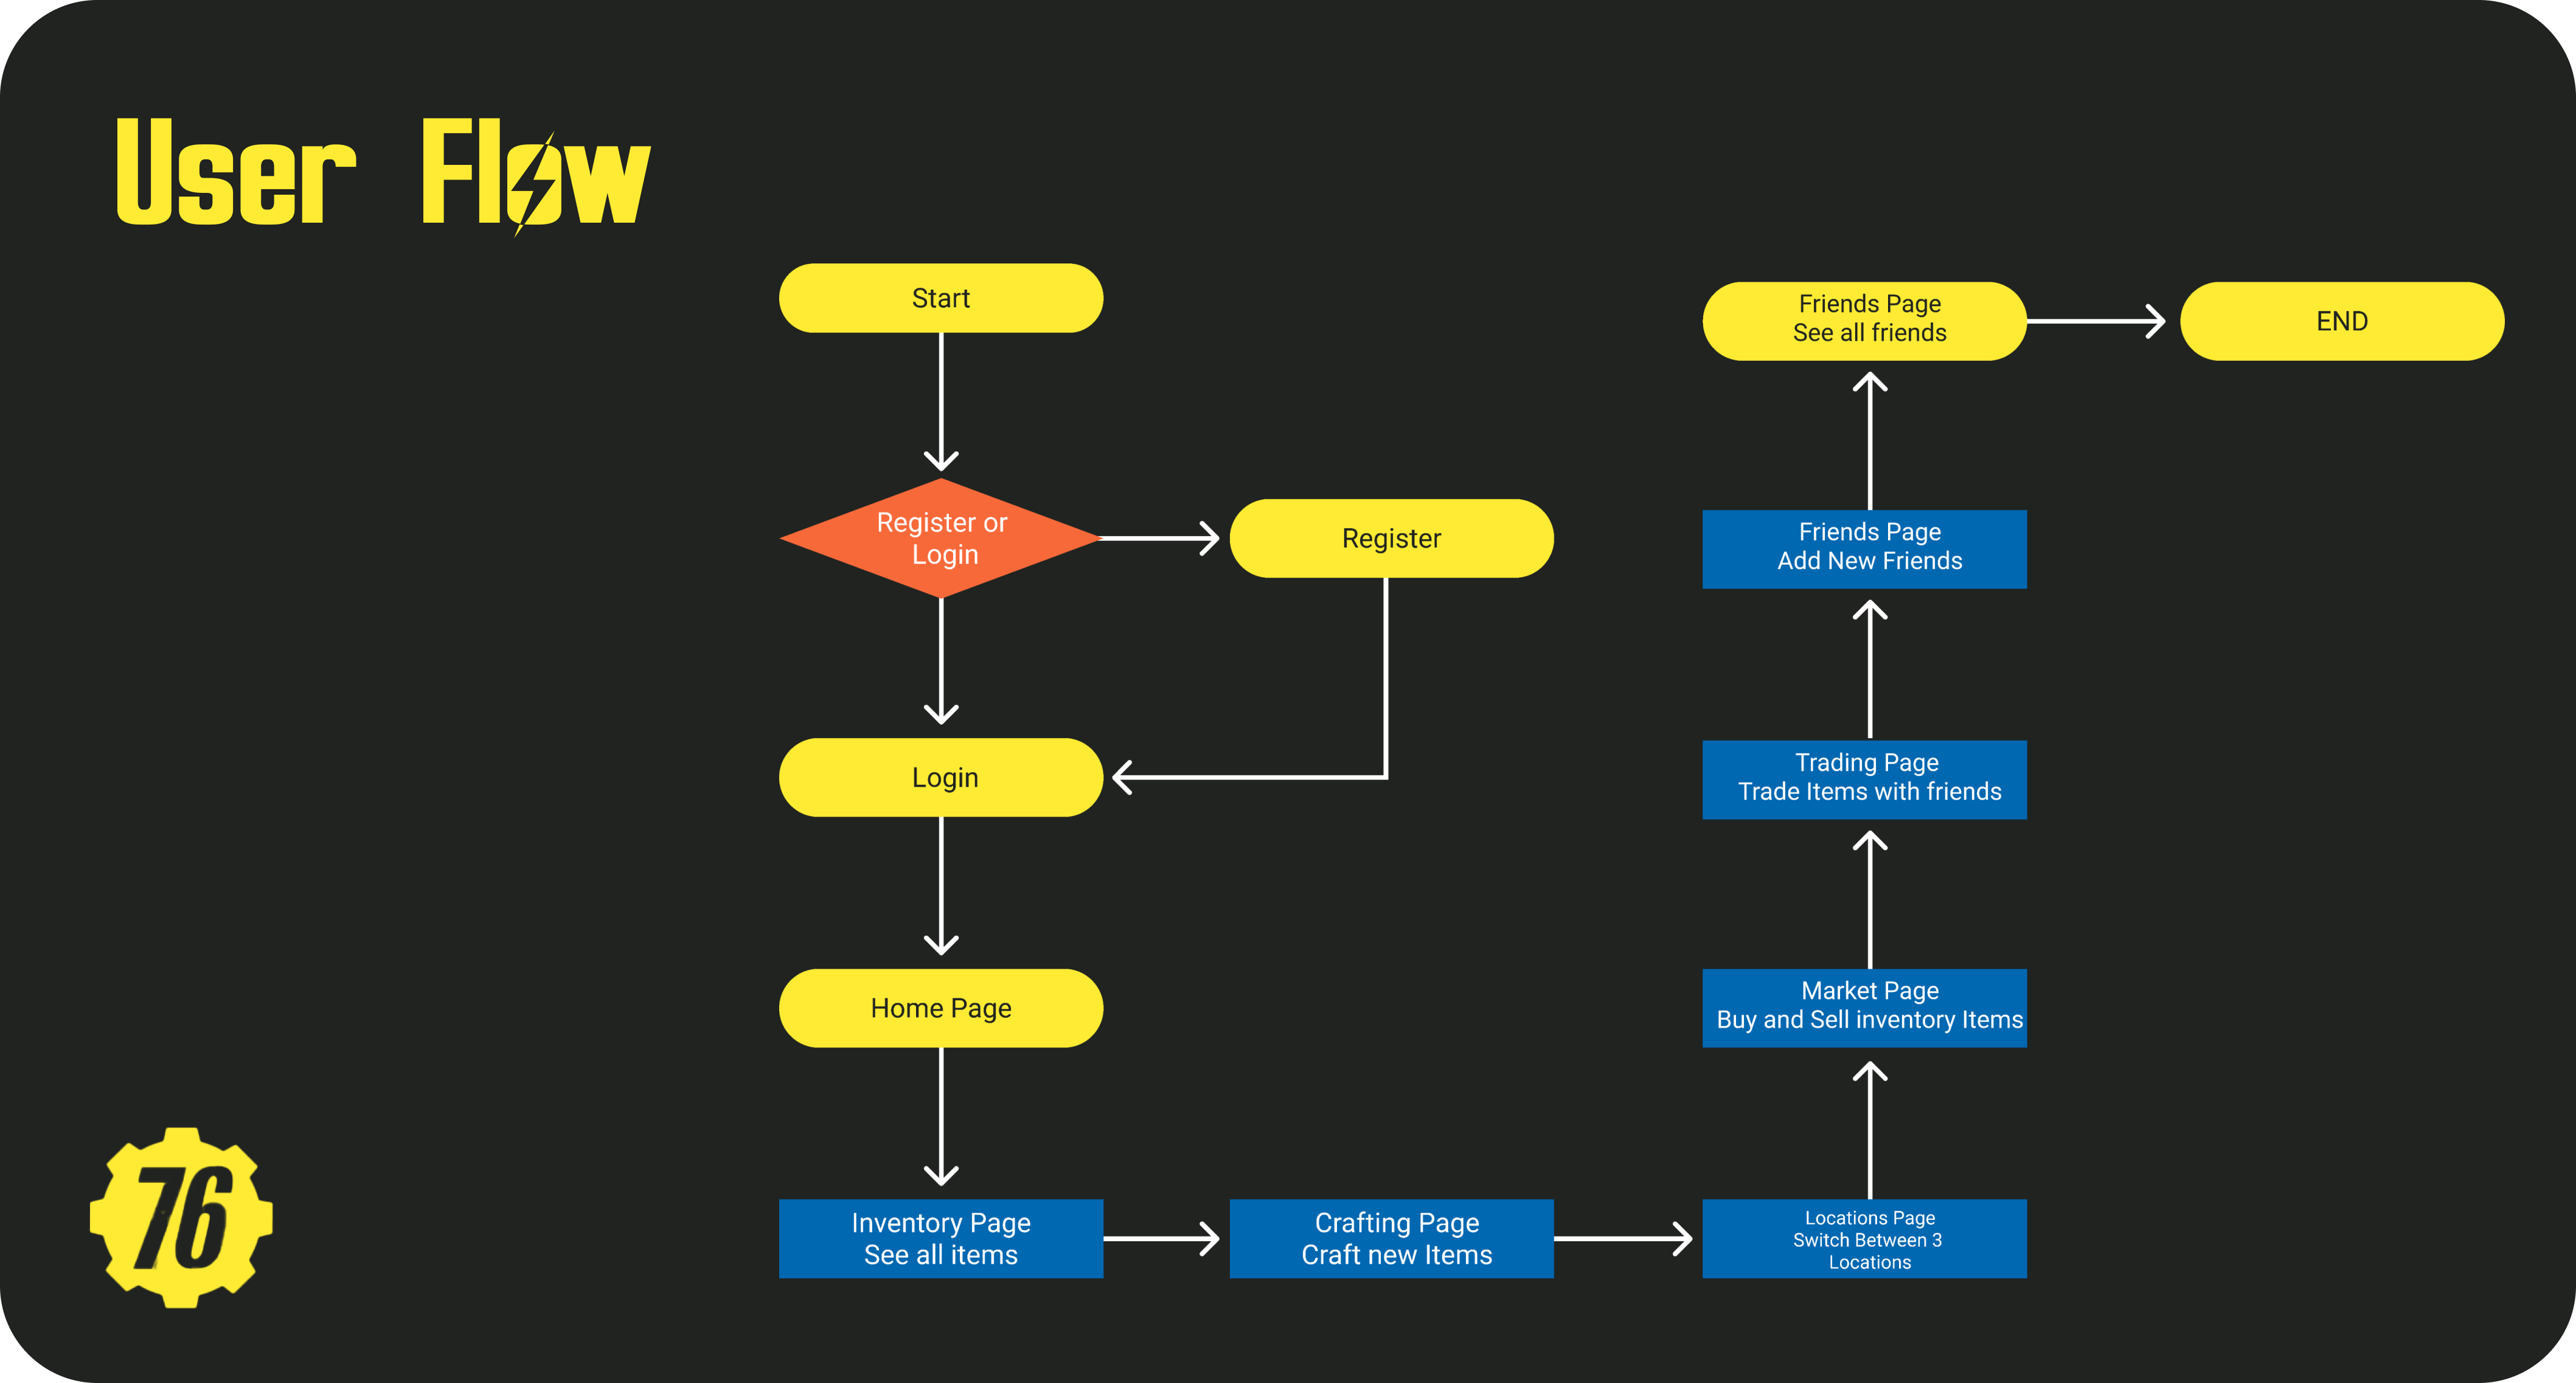 User Flow
Start
Register or
Login
Register
Login
Home Page
Inventory Page
See all items
Crafting Page
Craft new Items
Locations Page
Switch Between 3
Locations
Market Page
Buy and Sell inventory Items
Trading Page
Trade Items with friends
Friends Page
Add New Friends
Friends Page
See all friends
END
76